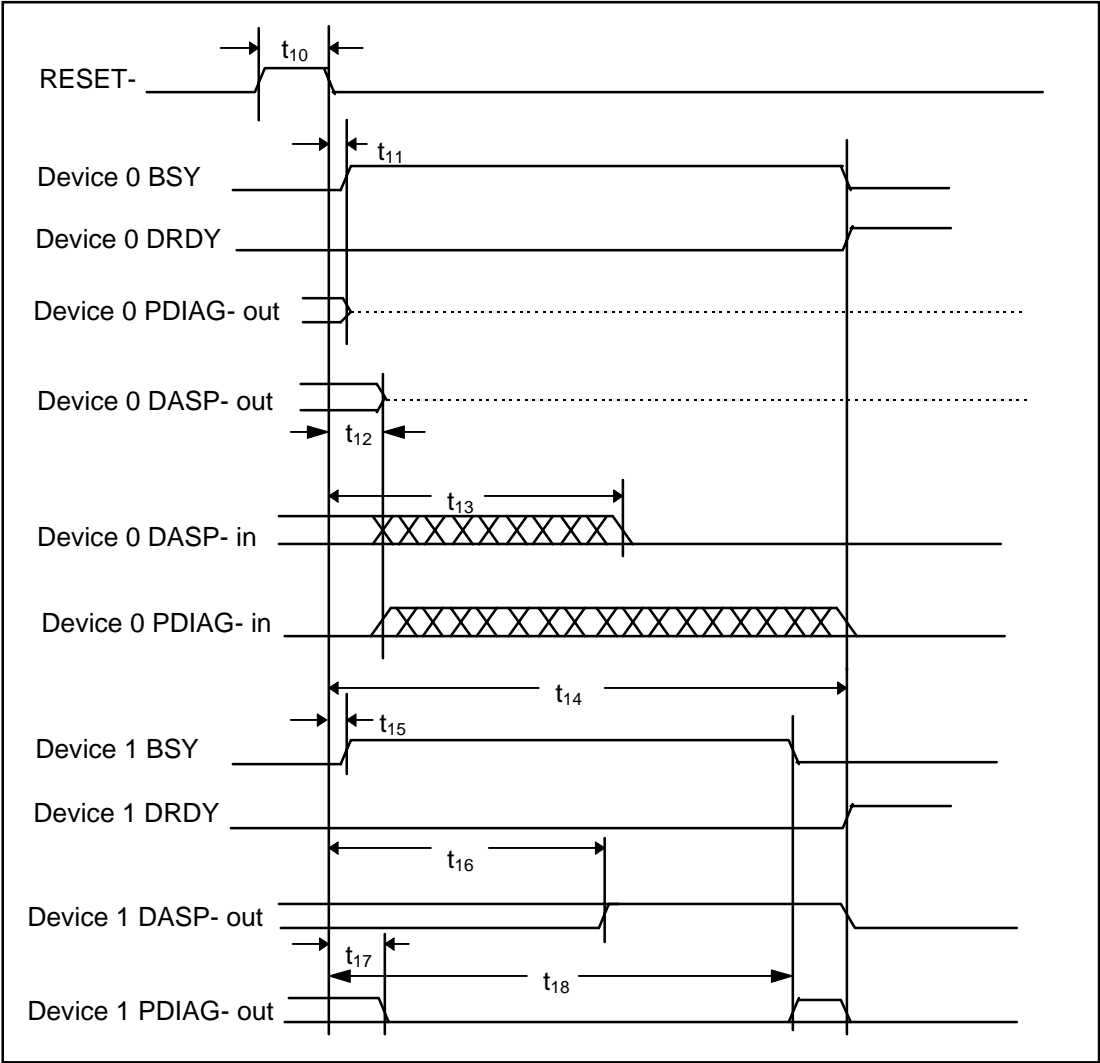 t10
RESET-
t11
Device 0 BSY
Device 0 DRDY
Device 0 PDIAG- out
Device 0 DASP- out
t12
t13
Device 0 DASP- in
Device 0 PDIAG- in
t14
t15
Device 1 BSY
Device 1 DRDY
t16
Device 1 DASP- out
t17
t18
Device 1 PDIAG- out